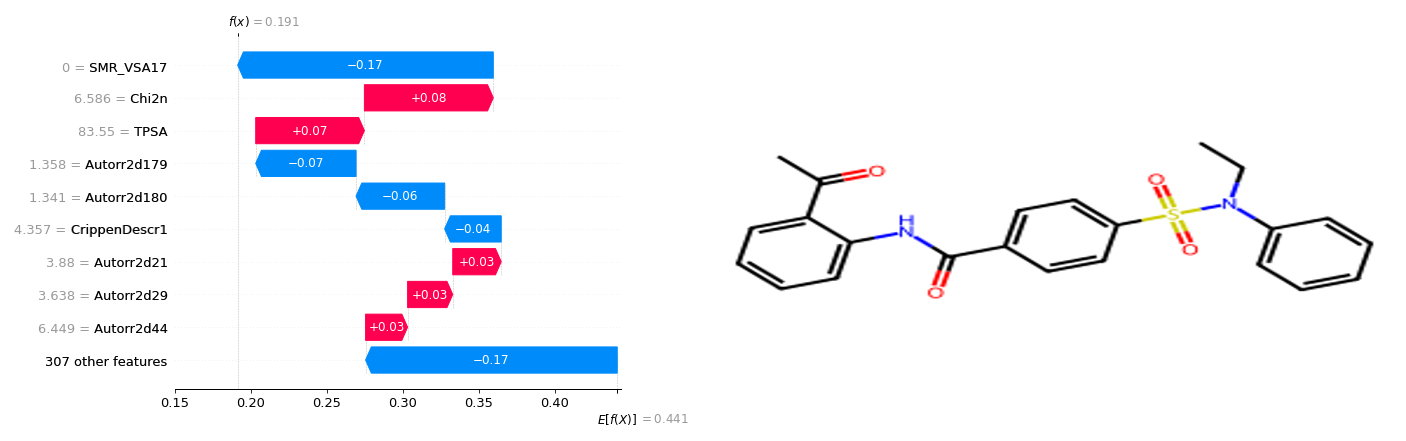 f(x) = 0.191
0 = SMR_VSA17
−0.17
6.586 = Chi2n
+0.08
83.55 = TPSA
+0.07
1.358 = Autorr2d179
−0.07
1.341 = Autorr2d180
−0.06
4.357 = CrippenDescr1
−0.04
3.88 = Autorr2d21
+0.03
3.638 = Autorr2d29
+0.03
6.449 = Autorr2d44
+0.03
307 other features
−0.17
0.15 0.20 0.25 0.30 0.35 0.40
E[f(X)] = 0.441
O
H
N
O
O
S
O
N